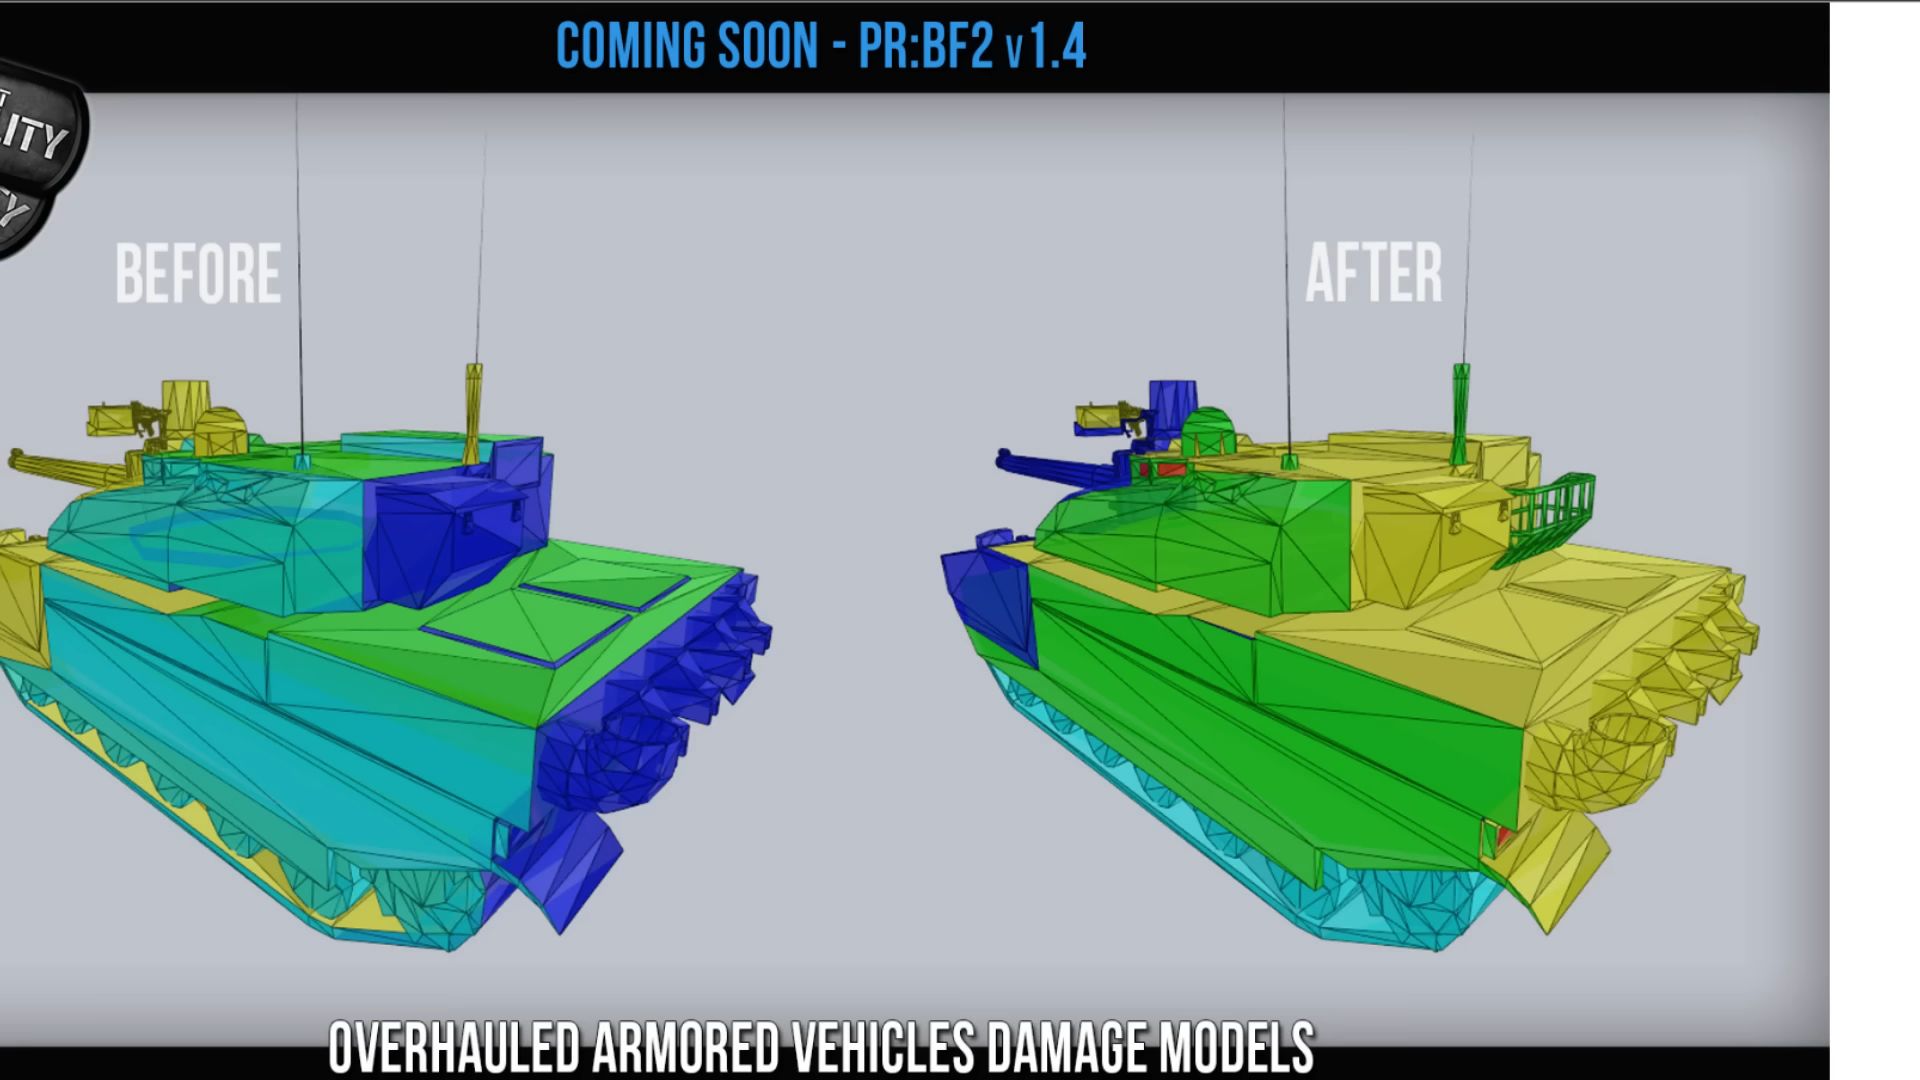 COMING SOON - PR:BF2 v1.4
BEFORE
AFTER
OVERHAULED ARMORED VEHICLES DAMAGE MODELS